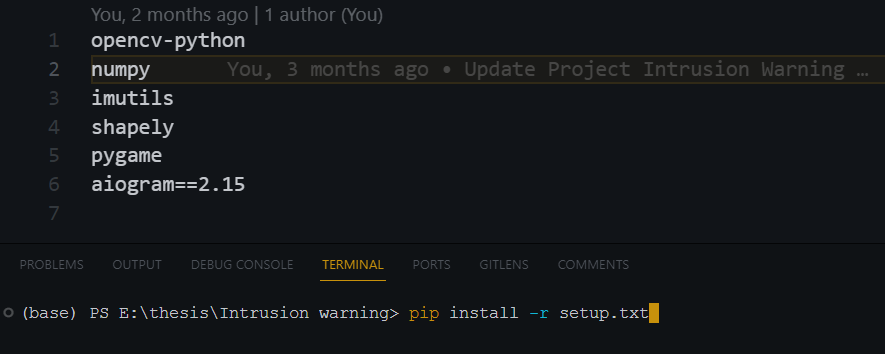 You, 2 months ago | 1 author (You)
1 opencv-python
2 numpy You, 3 months ago • Update Project Intrusion Warning …
3 imutils
4 shapely
5 pygame
6 aiogram==2.15
7
PROBLEMS OUTPUT DEBUG CONSOLE TERMINAL PORTS GITLENS COMMENTS
(base) PS E:\thesis\Intrusion warning> pip install -r setup.txt